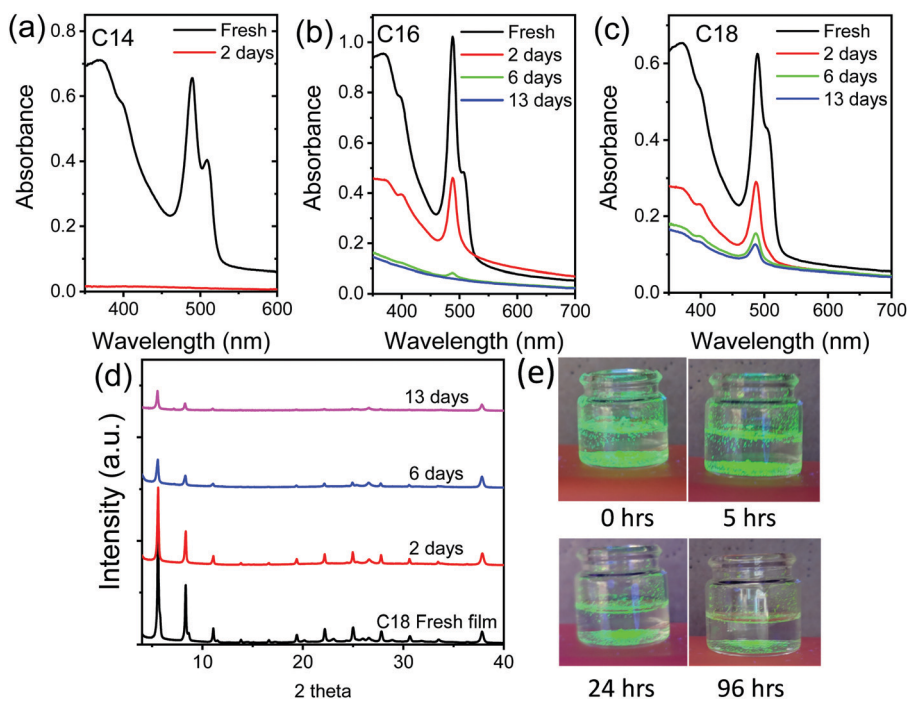 (a)
C14
Fresh
2 days
0.8
0.6
0.4
0.2
0.0
400
500
600
Absorbance
Wavelength (nm)
(b)
C16
Fresh
2 days
6 days
13 days
1.0
0.8
0.6
0.4
0.2
0.0
400
500
600
700
Absorbance
Wavelength (nm)
(c)
C18
Fresh
2 days
6 days
13 days
0.6
0.4
0.2
0.0
400
500
600
700
Absorbance
Wavelength (nm)
(d)
13 days
6 days
2 days
C18 Fresh film
Intensity (a.u.)
10
20
30
40
2 theta
(e)
0 hrs
5 hrs
24 hrs
96 hrs